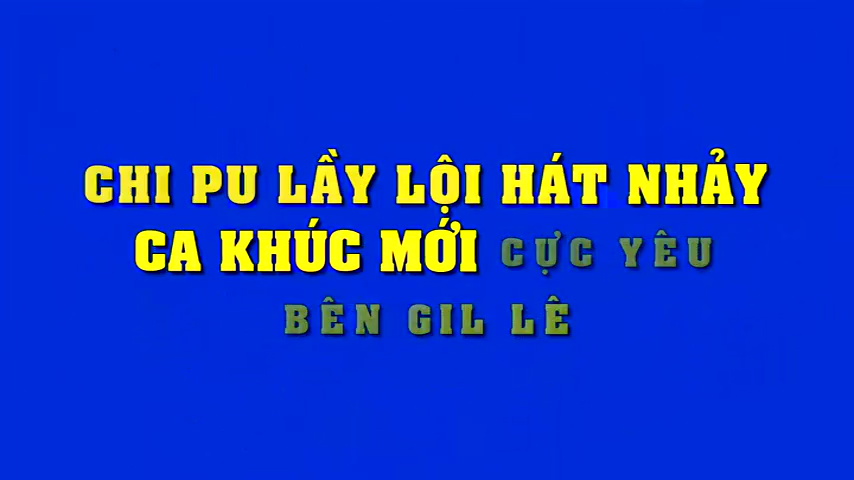 CHI PU LẦY LỘI HÁT NHẢY
CA KHÚC MỚI CỰC YÊU
BÊN GIL LÊ